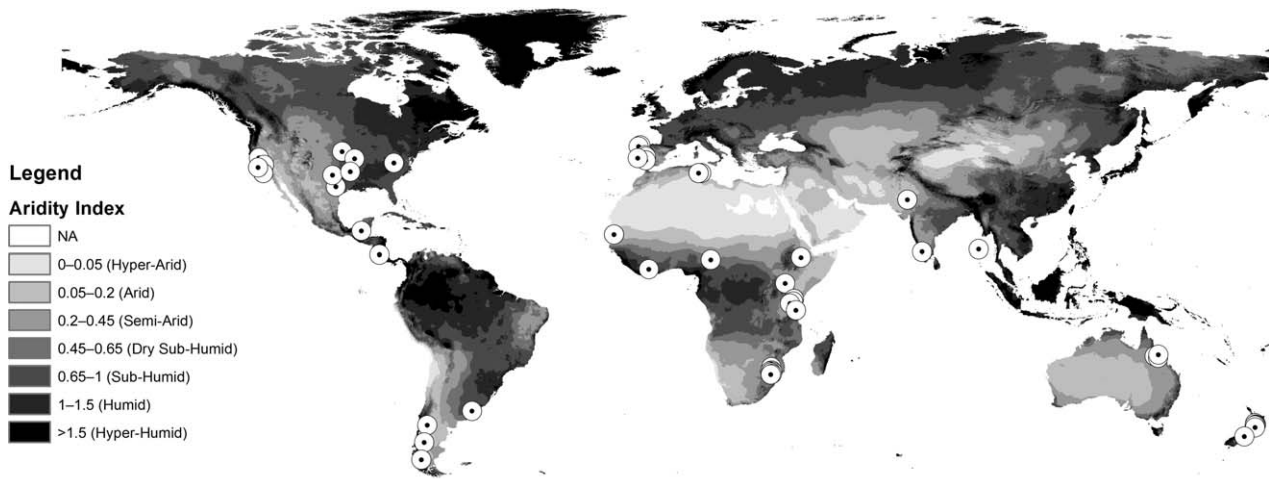 Legend
Aridity Index
NA
0–0.05 (Hyper-Arid)
0.05–0.2 (Arid)
0.2–0.45 (Semi-Arid)
0.45–0.65 (Dry Sub-Humid)
0.65–1 (Sub-Humid)
1–1.5 (Humid)
>1.5 (Hyper-Humid)